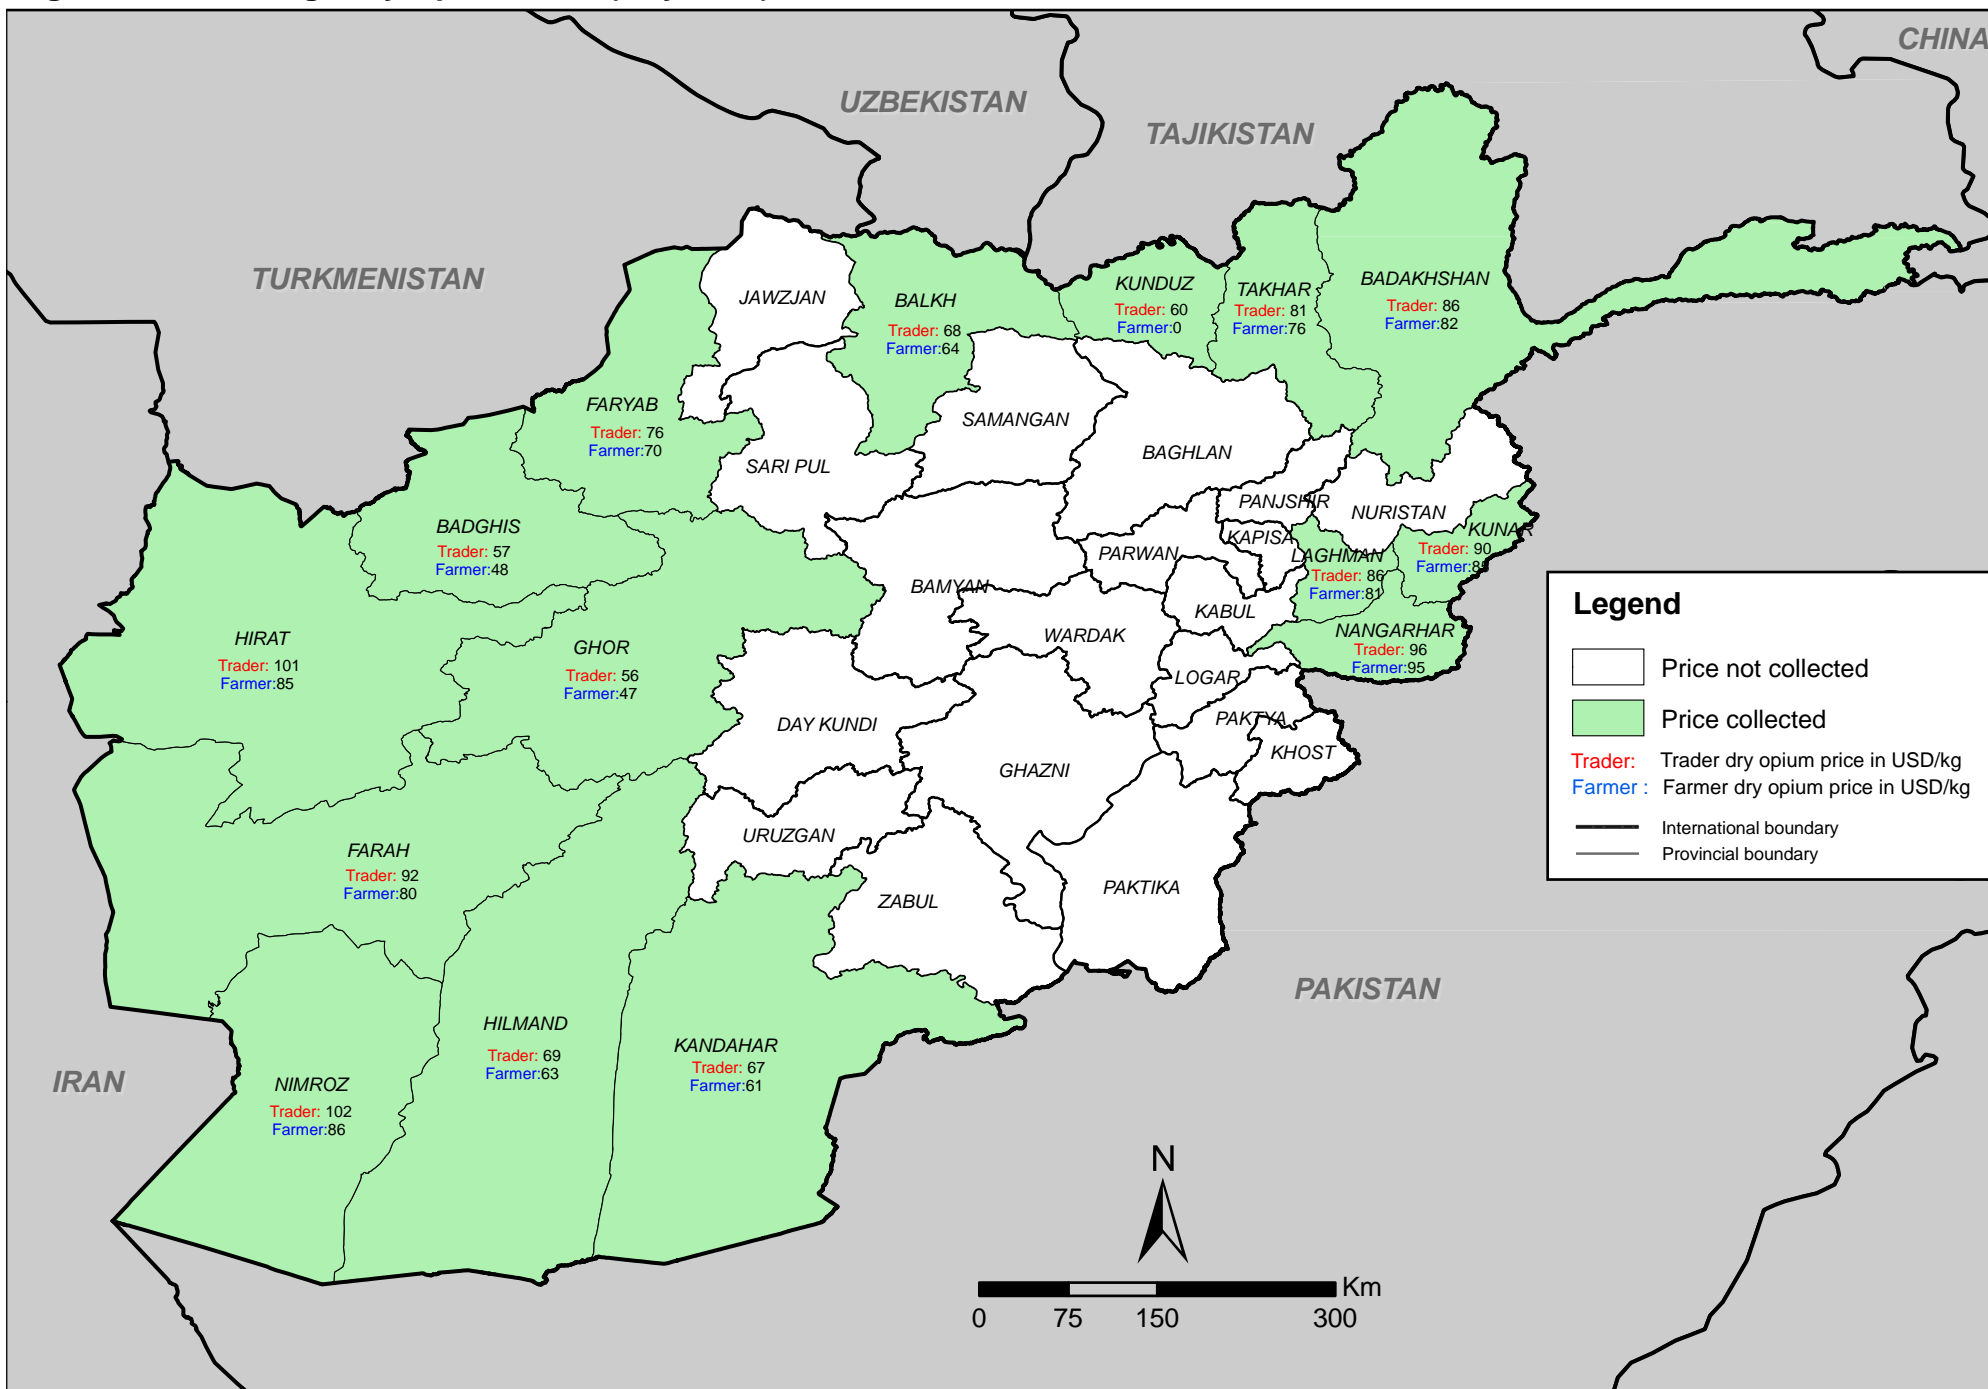 CHINA
UZBEKISTAN
TAJIKISTAN
TURKMENISTAN
JAWZJAN
BALKH
Trader: 68
Farmer:64
KUNDUZ
Trader: 60
Farmer:0
TAKHAR
Trader: 81
Farmer:76
BADAKHSHAN
Trader: 86
Farmer:82
FARYAB
Trader: 76
Farmer:70
SARI PUL
SAMANGAN
BAGHLAN
BADGHIS
Trader: 57
Farmer:48
PANJSHIR
NURISTAN
KUNAR
Trader: 90
Farmer:
KAPISA
PARWAN
LAGHMAN
Trader: 86
Farmer:81
BAMYAN
KABUL
HIRAT
Trader: 101
Farmer:85
GHOR
Trader: 56
Farmer:47
WARDAK
NANGARHAR
Trader: 96
Farmer:95
LOGAR
DAY KUNDI
PAKTYA
KHOST
GHAZNI
URUZGAN
FARAH
Trader: 92
Farmer:80
ZABUL
PAKTIKA
HILMAND
Trader: 69
Farmer:63
KANDAHAR
Trader: 67
Farmer:61
NIMROZ
Trader: 102
Farmer:86
IRAN
PAKISTAN
Legend
Price not collected
Price collected
Trader: Trader dry opium price in USD/kg
Farmer : Farmer dry opium price in USD/kg
International boundary
Provincial boundary
N
Km
0 75 150 300